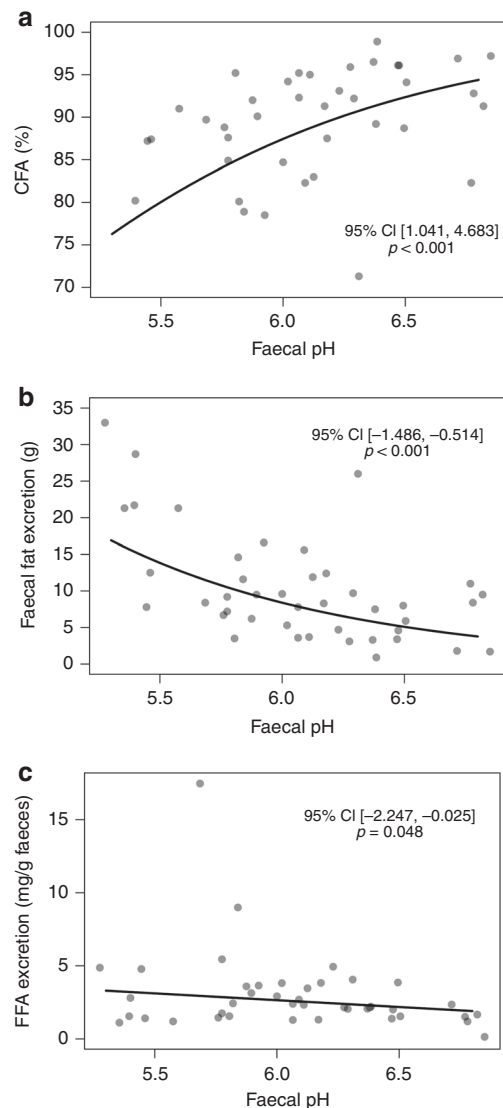 a
100
95
90
85
80
75
70
CFA (%)
95% CI [1.041, 4.683]
p < 0.001
5.5 6.0 6.5
Faecal pH
b
35
30
25
20
15
10
5
0
Faecal fat excretion (g)
95% CI [–1.486, –0.514]
p < 0.001
5.5 6.0 6.5
Faecal pH
c
15
10
5
0
FFA excretion (mg/g faeces)
95% CI [–2.247, –0.025]
p = 0.048
5.5 6.0 6.5
Faecal pH